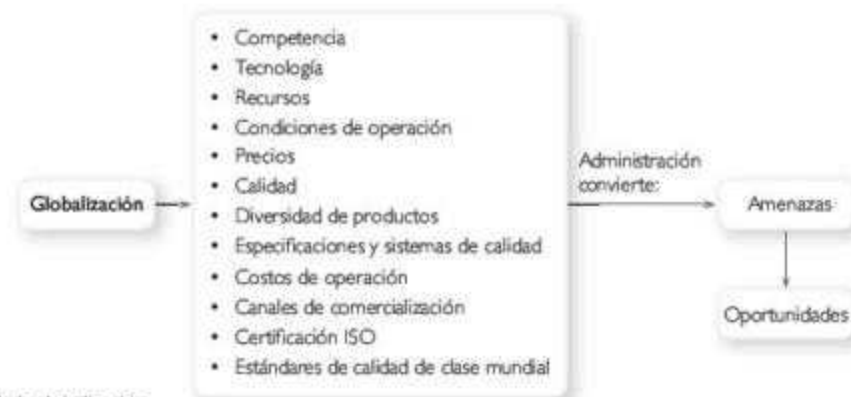 • Competencia
• Tecnología
• Recursos
• Condiciones de operación
• Precios
• Calidad
• Diversidad de productos
• Especificaciones y sistemas de calidad
• Costos de operación
• Canales de comercialización
• Certificación ISO
• Estándares de calidad de clase mundial
Globalización
Administración
convierte:
Amenazas
Oportunidades